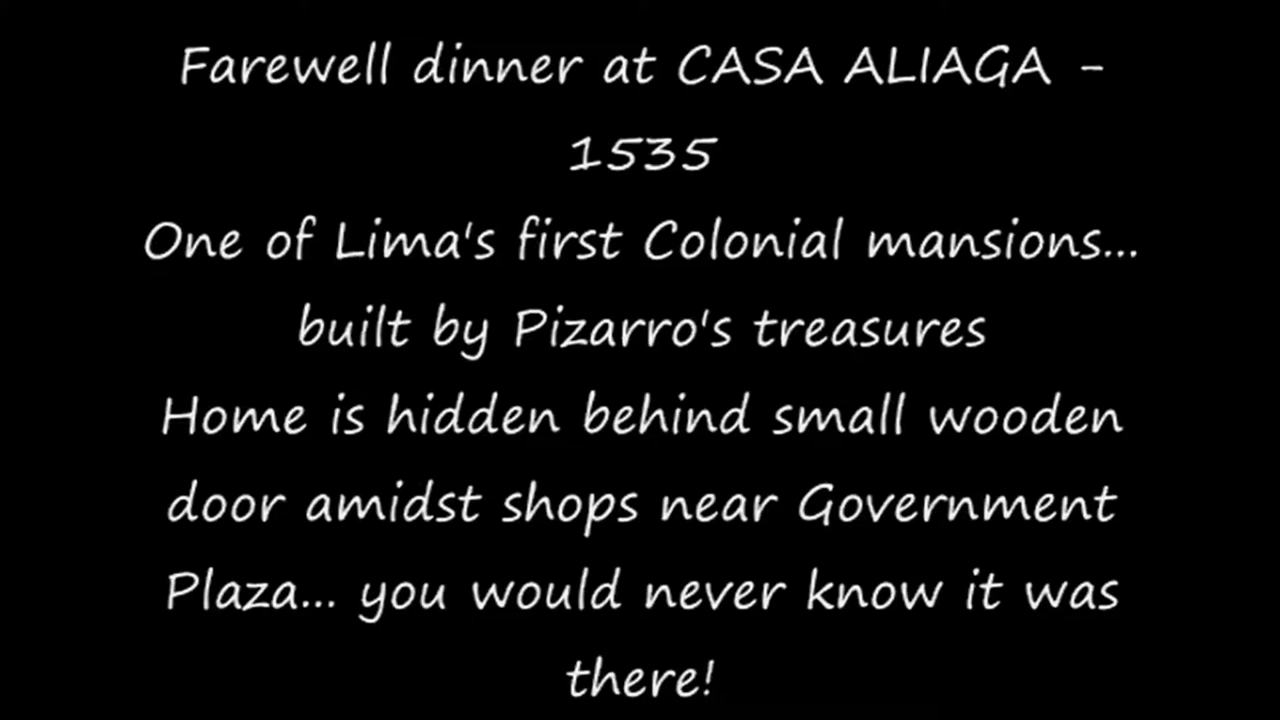 Farewell dinner at CASA ALIAGA -
1535
One of Lima's first Colonial mansions...
built by Pizarro's treasures
Home is hidden behind small wooden
door amidst shops near Government
Plaza... you would never know it was
there!